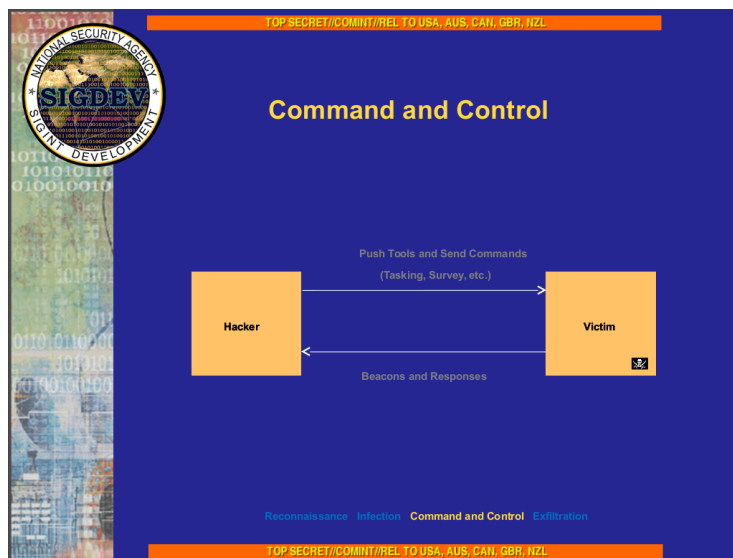 TOP SECRET//COMINT//REL TO USA, AUS, CAN, GBR, NZL
NATIONAL SECURITY AGENCY
SIGDEV
SIGINT DEVELOPMENT
Command and Control
Push Tools and Send Commands
(Tasking, Survey, etc.)
Hacker
Victim
Beacons and Responses
Reconnaissance Infection Command and Control Exfiltration
TOP SECRET//COMINT//REL TO USA, AUS, CAN, GBR, NZL